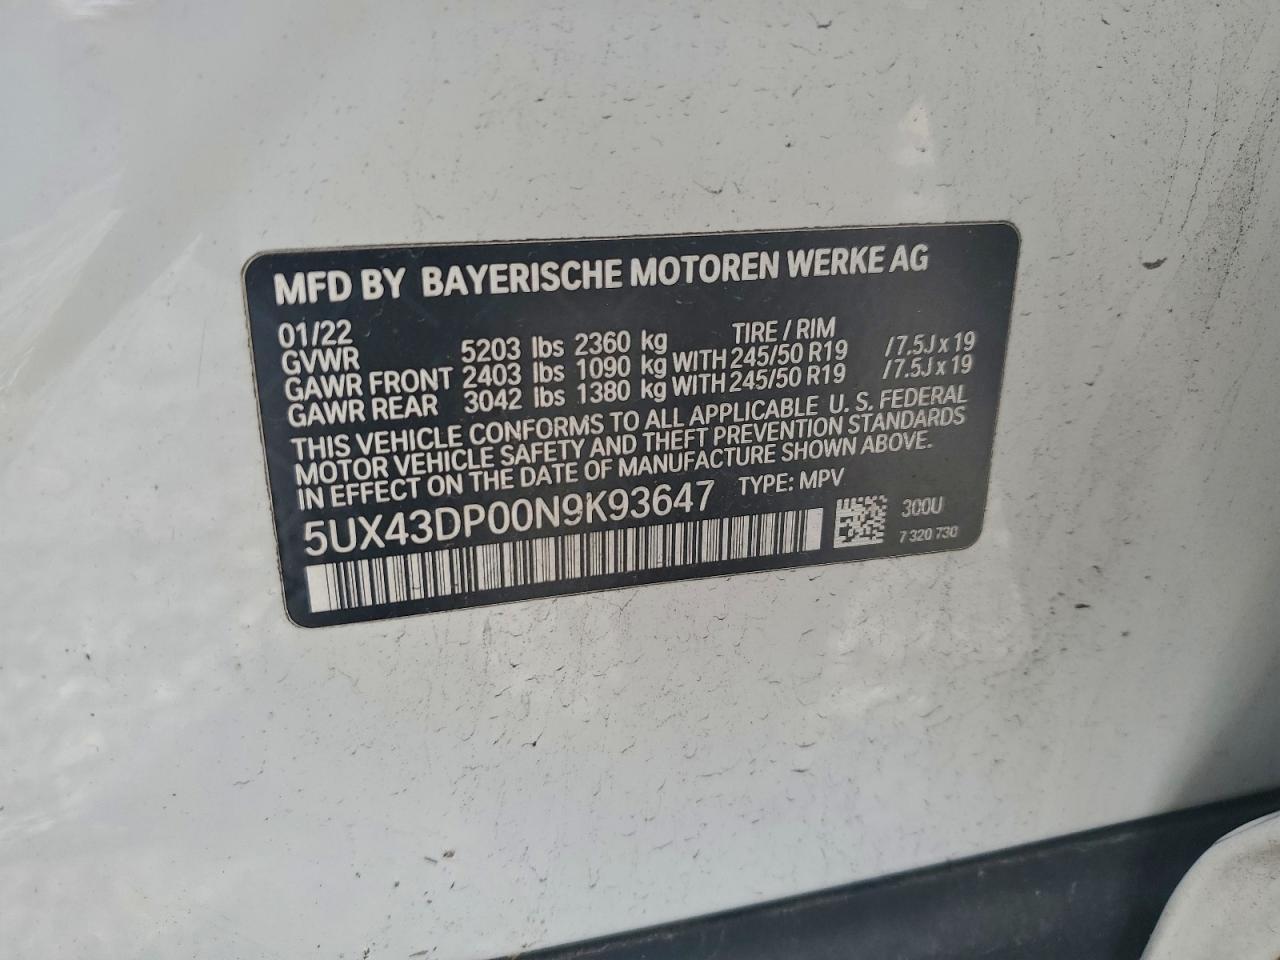 MFD BY BAYERISCHE MOTOREN WERKE AG
01/22 TIRE / RIM
GVWR 5203 lbs 2360 kg
GAWR FRONT 2403 lbs 1090 kg WITH 245/50 R19 /7.5J x 19
GAWR REAR 3042 lbs 1380 kg WITH 245/50 R19 /7.5J x 19
THIS VEHICLE CONFORMS TO ALL APPLICABLE U. S. FEDERAL
MOTOR VEHICLE SAFETY AND THEFT PREVENTION STANDARDS
IN EFFECT ON THE DATE OF MANUFACTURE SHOWN ABOVE.
5UX43DP00N9K93647 TYPE: MPV
300U
7 320 730